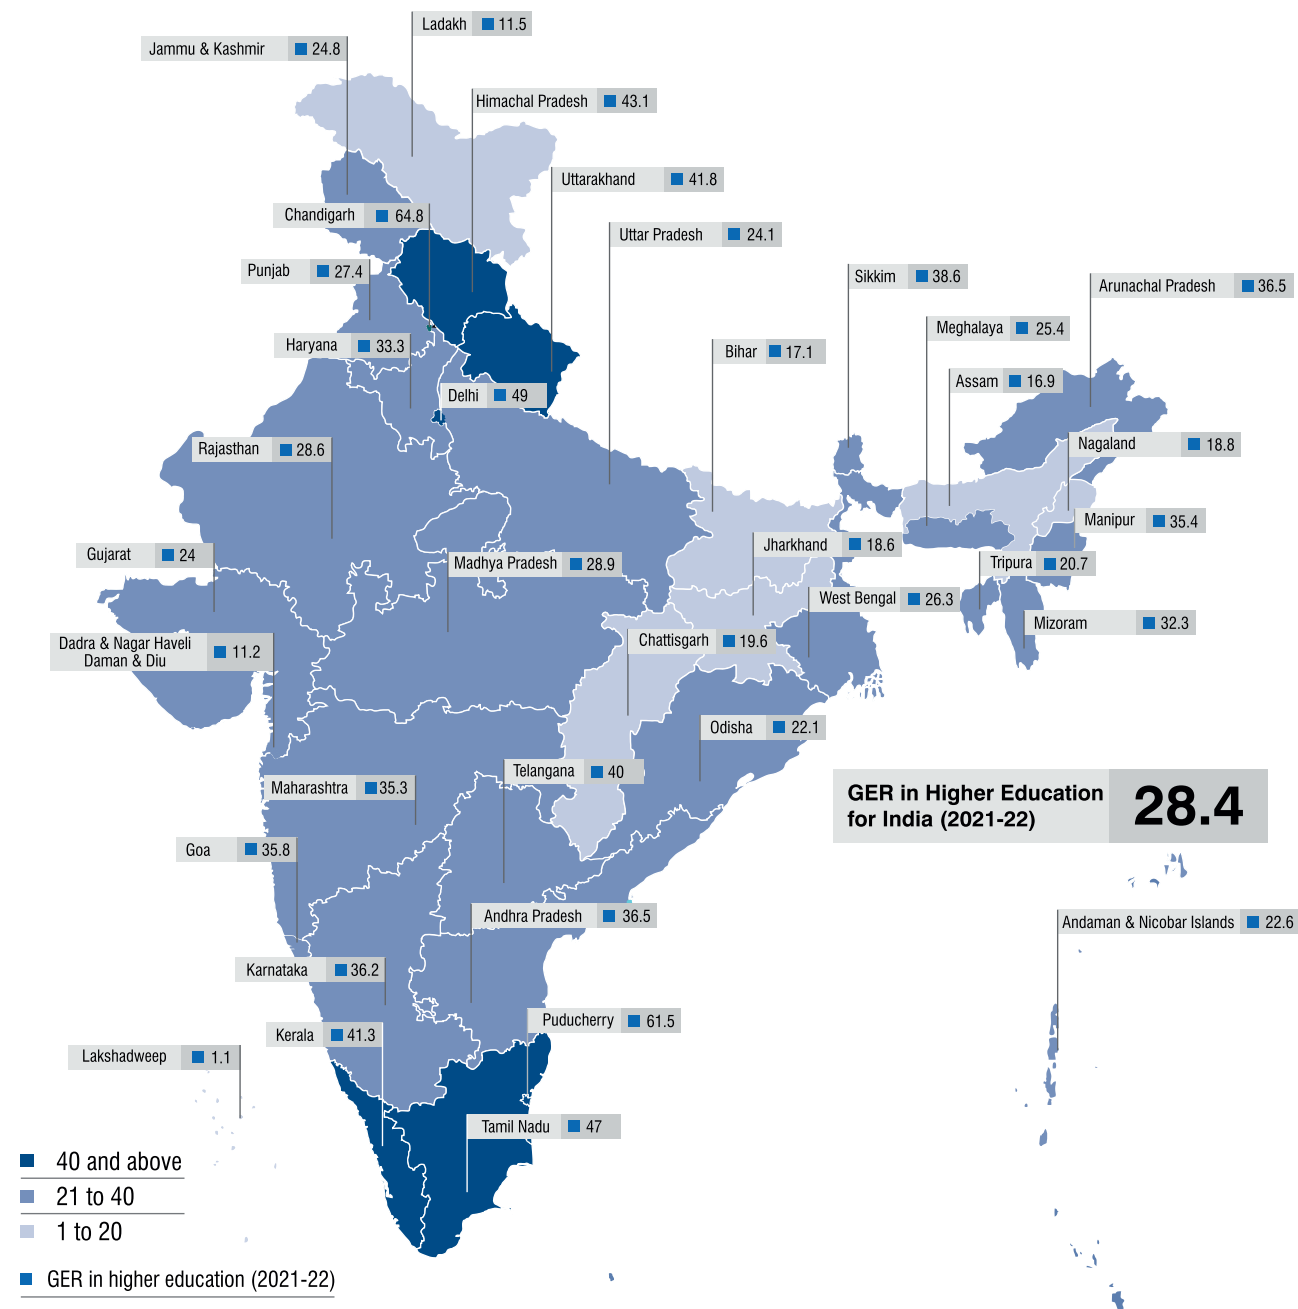 Ladakh 11.5
Jammu & Kashmir 24.8
Himachal Pradesh 43.1
Uttarakhand 41.8
Chandigarh 64.8
Uttar Pradesh 24.1
Punjab 27.4
Sikkim 38.6
Arunachal Pradesh 36.5
Meghalaya 25.4
Haryana 33.3
Bihar 17.1
Assam 16.9
Delhi 49
Rajasthan 28.6
Nagaland 18.8
Manipur 35.4
Gujarat 24
Jharkhand 18.6
Madhya Pradesh 28.9
Tripura 20.7
West Bengal 26.3
Mizoram 32.3
Dadra & Nagar Haveli
Daman & Diu 11.2
Chattisgarh 19.6
Odisha 22.1
Telangana 40
Maharashtra 35.3
GER in Higher Education
for India (2021-22) 28.4
Goa 35.8
Andhra Pradesh 36.5
Andaman & Nicobar Islands 22.6
Karnataka 36.2
Puducherry 61.5
Kerala 41.3
Lakshadweep 1.1
Tamil Nadu 47
40 and above
21 to 40
1 to 20
GER in higher education (2021-22)